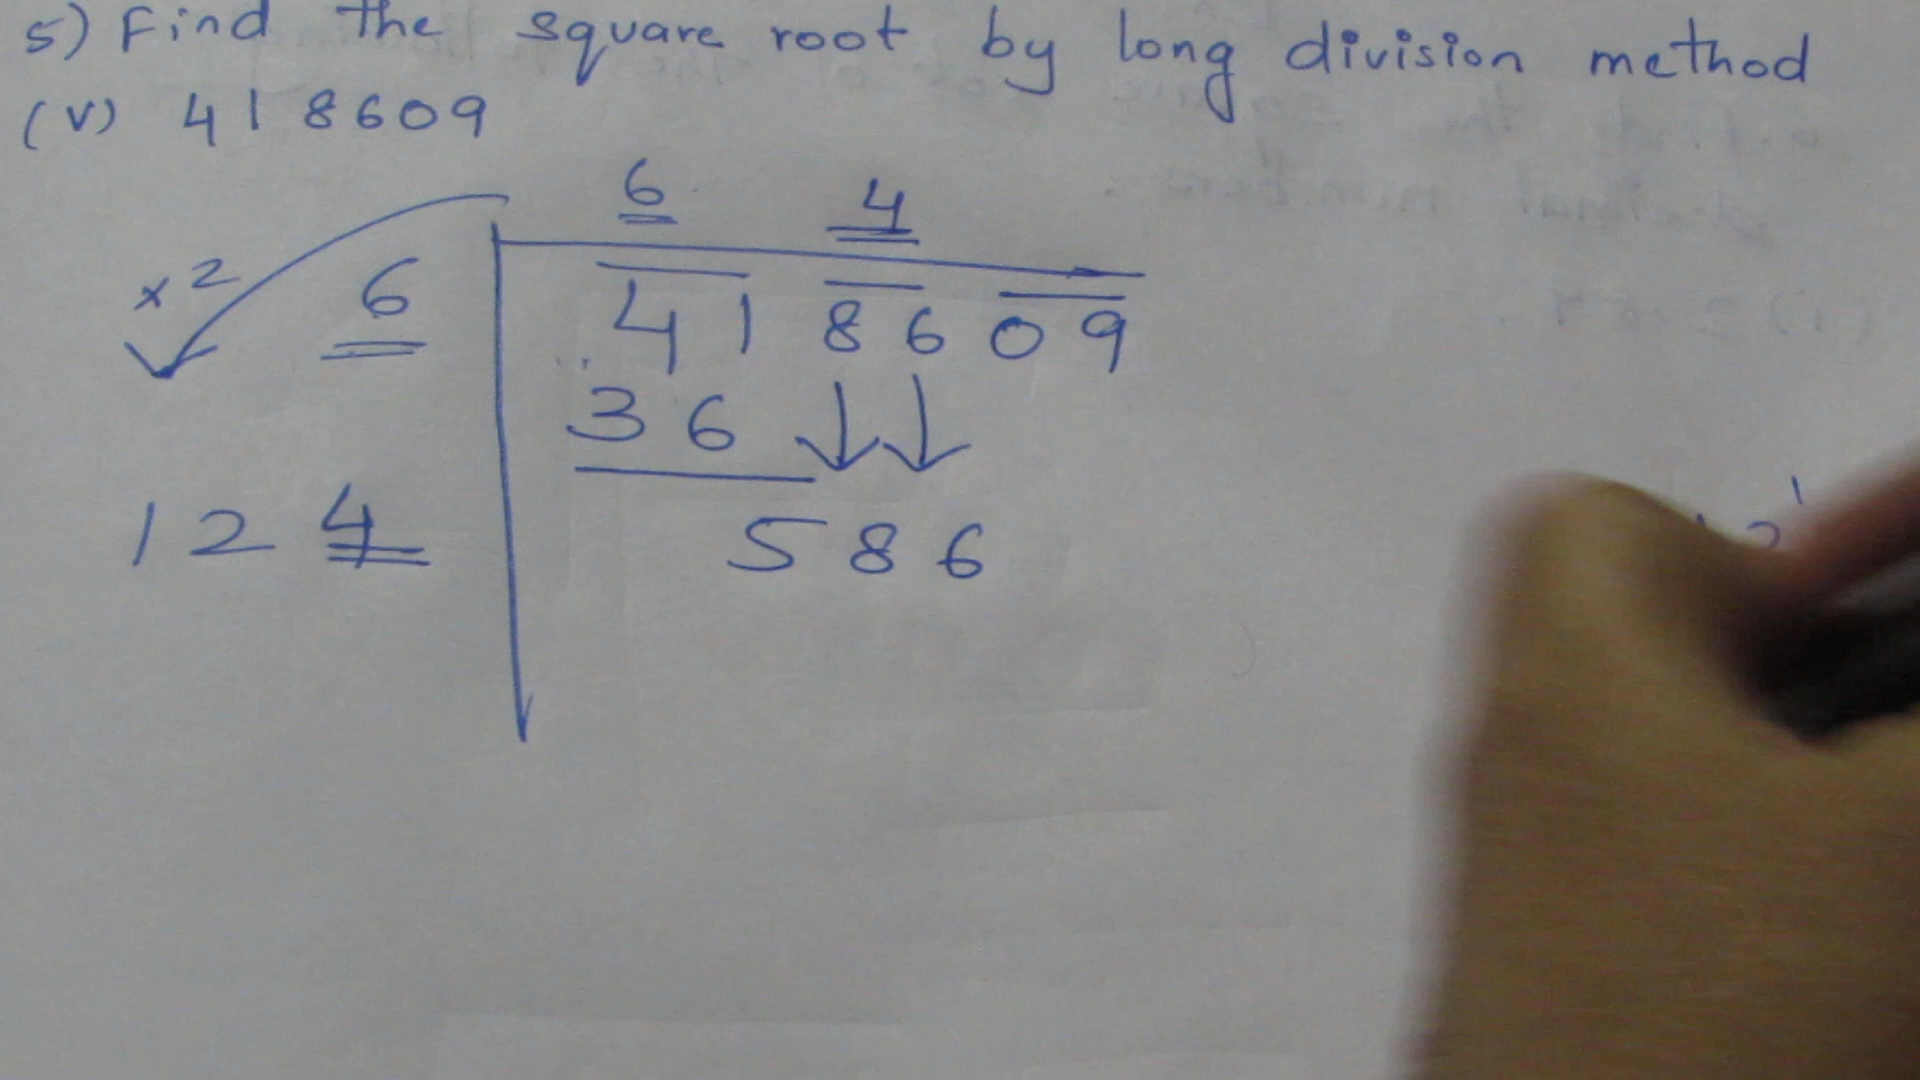 5) Find the square root by long division method
(V) 418609
6 4
×2 6 41 86 09
36
124 586